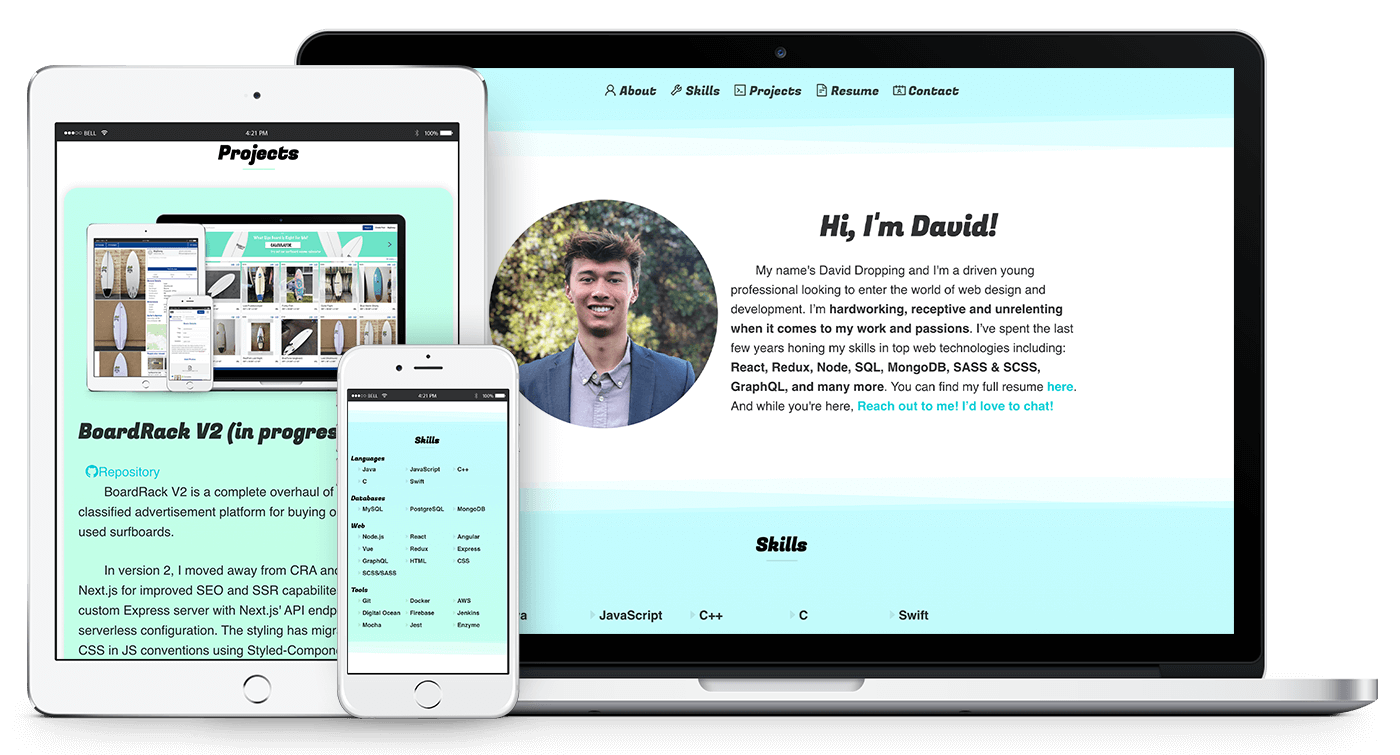 About Skills Projects Resume Contact
Hi, I'm David!
My name's David Dropping and I'm a driven young
professional looking to enter the world of web design and
development. I'm hardworking, receptive and unrelenting
when it comes to my work and passions. I've spent the last
few years honing my skills in top web technologies including:
React, Redux, Node, SQL, MongoDB, SASS & SCSS,
GraphQL, and many more. You can find my full resume here.
And while you're here, Reach out to me! I'd love to chat!
Skills
JavaScript C++ C Swift
BELL 4:21 PM 100%
Projects
BoardRack V2 (in progres
Repository
BoardRack V2 is a complete overhaul of
classified advertisement platform for buying o
used surfboards.
In version 2, I moved away from CRA and
Next.js for improved SEO and SSR capabilite
custom Express server with Next.js' API endp
serverless configuration. The styling has migr
CSS in JS conventions using Styled-Compon
BELL 4:21 PM 100%
Skills
Languages
Java JavaScript C++
C Swift
Databases
MySQL PostgreSQL MongoDB
Web
Node.js React Angular
Vue Redux Express
GraphQL HTML CSS
SCSS/SASS
Tools
Git Docker AWS
Digital Ocean Firebase Jenkins
Mocha Jest Enzyme